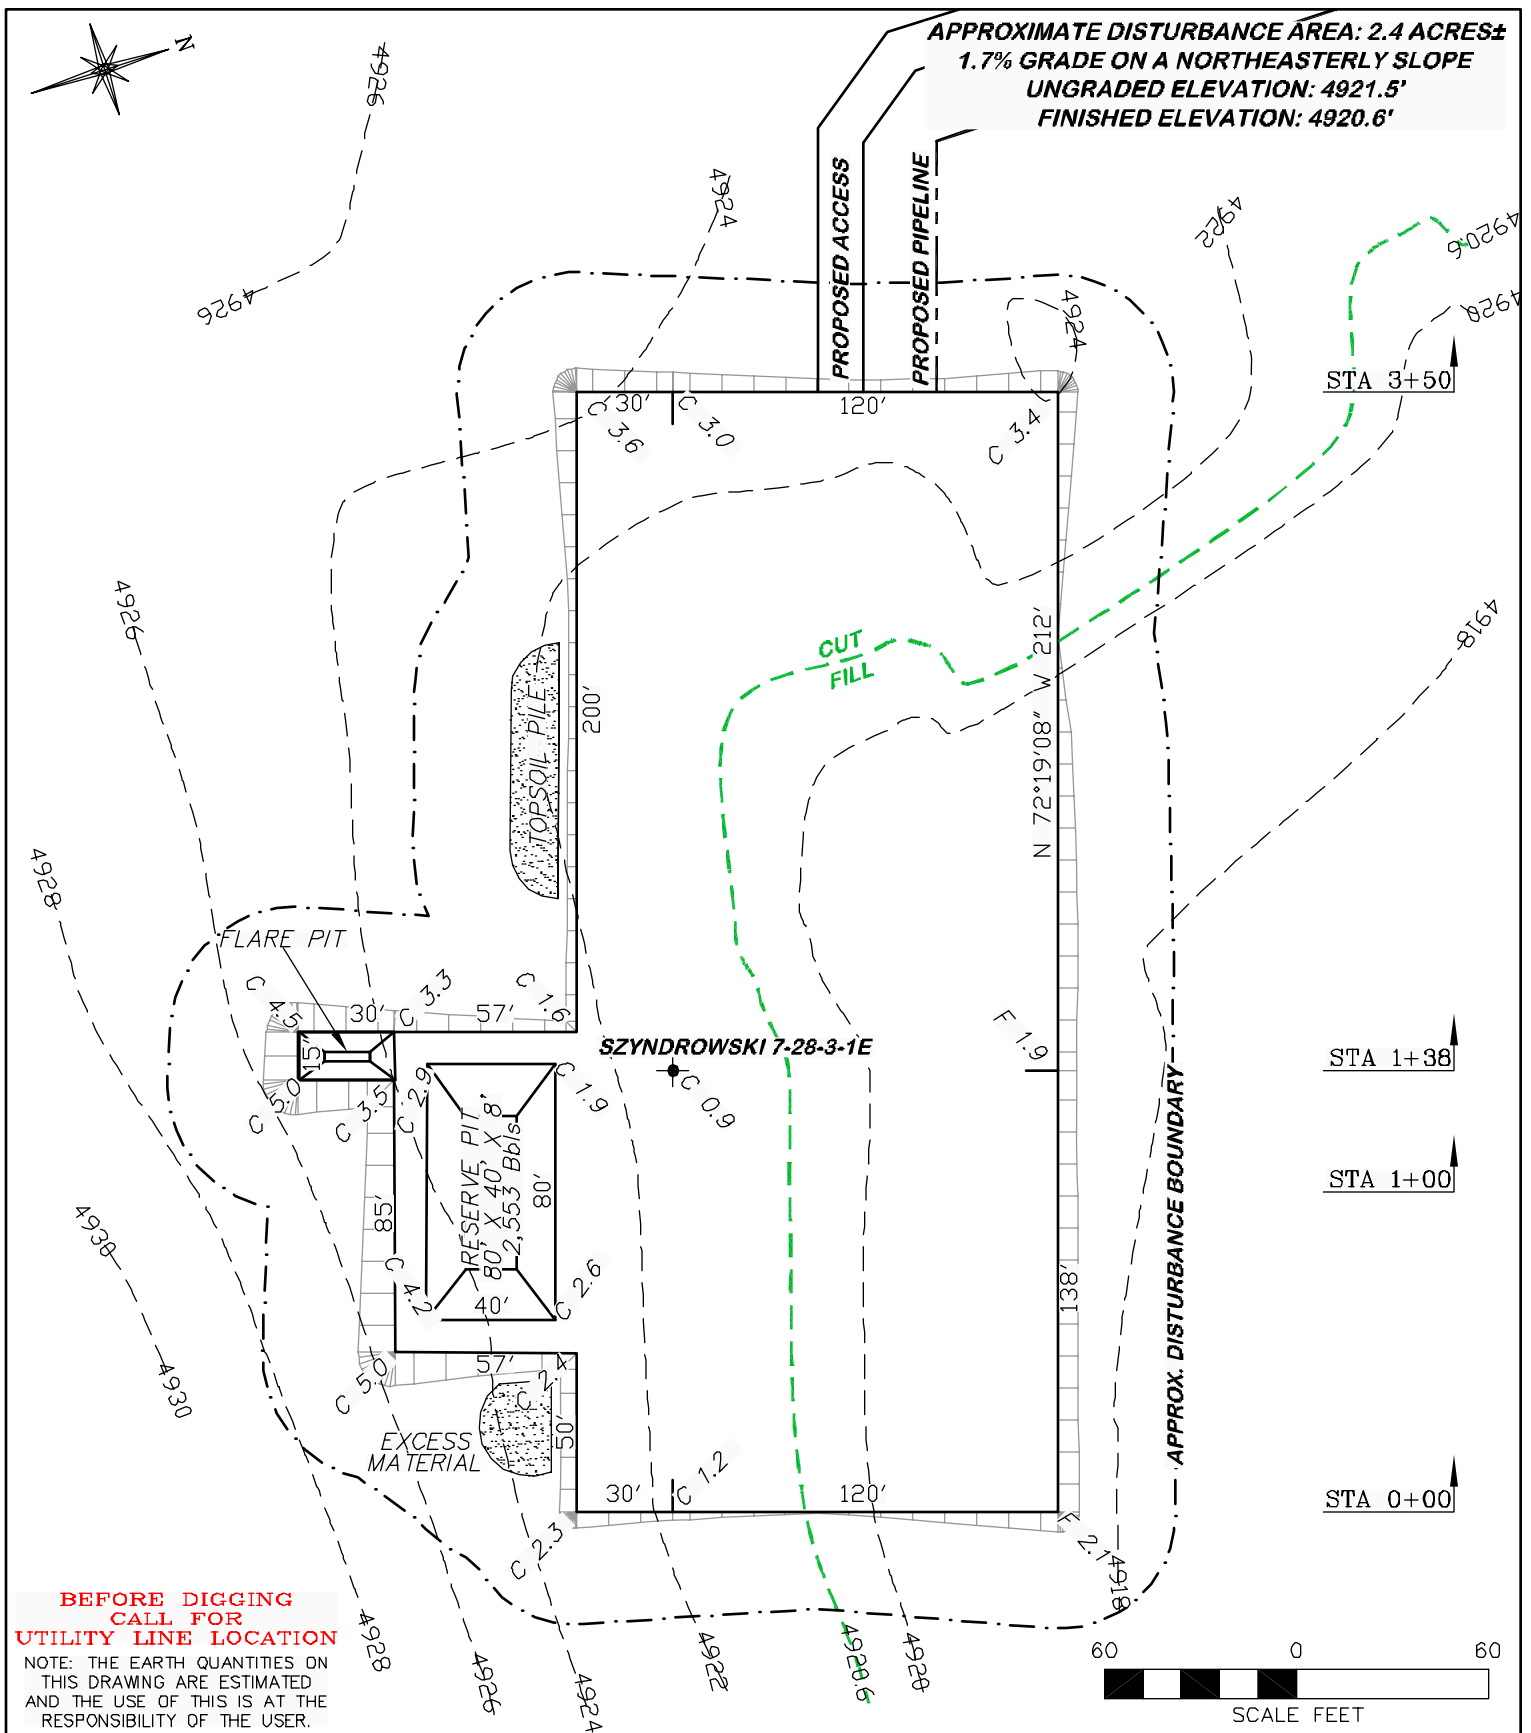 N
APPROXIMATE DISTURBANCE AREA: 2.4 ACRES±
1.7% GRADE ON A NORTHEASTERLY SLOPE
UNGRADED ELEVATION: 4921.5'
FINISHED ELEVATION: 4920.6'
4926
4926
4924
PROPOSED ACCESS
PROPOSED PIPELINE
4922
4920.6
4920
4924
STA 3+50
30'
120'
C 3.6
C 3.0
C 3.4
4926
4918
CUT
FILL
N 72°19'08" W 212'
200'
TOPSOIL PILE
4928
FLARE PIT
C 4.5
30'
C 3.3
57'
C 1.6
15'
SZYNDROWSKI 7-28-3-1E
F 1.9
STA 1+38
C 5.0
C 3.5
C 2.9
C 1.9
C 0.9
RESERVE PIT
80' X 40' X 8'
2,553 Bbls
80'
85'
STA 1+00
APPROX. DISTURBANCE BOUNDARY
4930
C 4.2
40'
C 2.6
138'
4930
C 5.0
57'
C 2.4
50'
EXCESS
MATERIAL
30'
C 1.2
120'
STA 0+00
C 2.3
F 2.1
4918
BEFORE DIGGING
CALL FOR
UTILITY LINE LOCATION
NOTE: THE EARTH QUANTITIES ON
THIS DRAWING ARE ESTIMATED
AND THE USE OF THIS IS AT THE
RESPONSIBILITY OF THE USER.
4928
4926
4924
4922
4920.6
4920
60 0 60
SCALE FEET